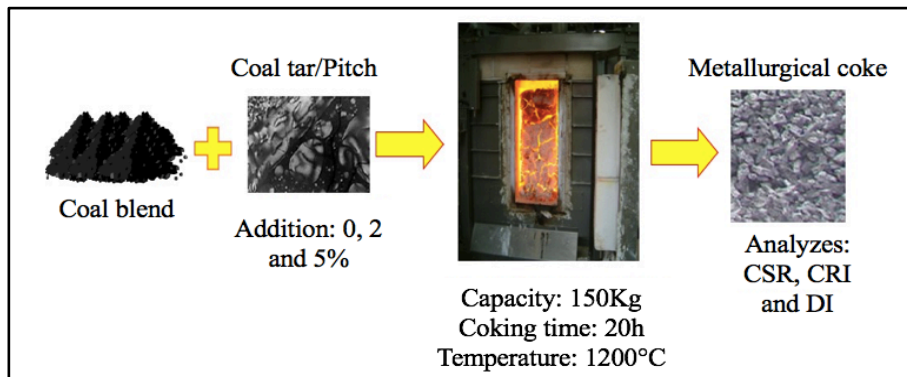 Coal blend
Coal tar/Pitch
Addition: 0, 2
and 5%
Capacity: 150Kg
Coking time: 20h
Temperature: 1200°C
Metallurgical coke
Analyzes:
CSR, CRI
and DI